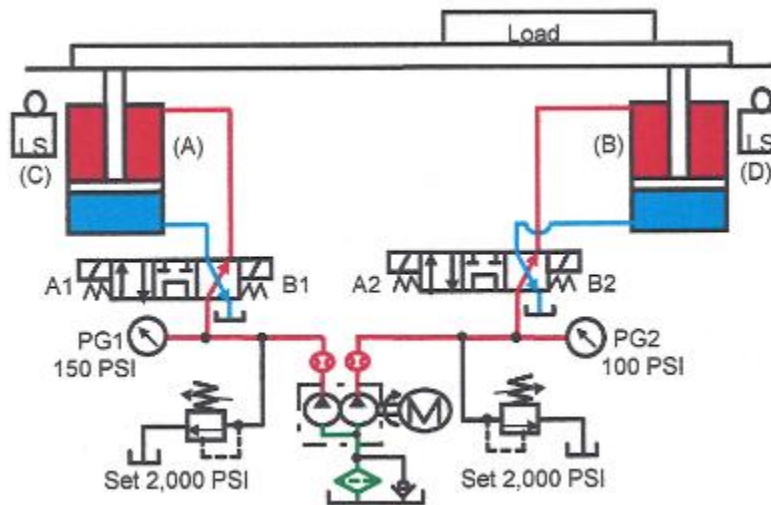 Load
LS
(C)
(A)
(B)
LS
(D)
A1
B1
A2
B2
PG1
150 PSI
PG2
100 PSI
M
Set 2,000 PSI
Set 2,000 PSI